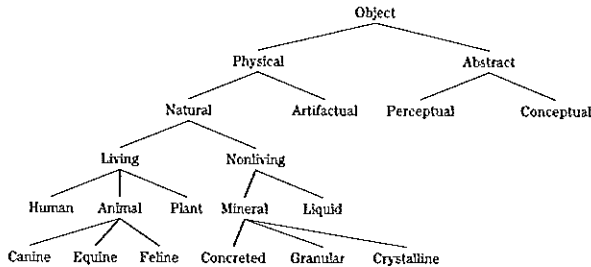 Object
Physical Abstract
Natural Artifactual Perceptual Conceptual
Living Nonliving
Human Animal Plant Mineral Liquid
Canine Equine Feline Concreted Granular Crystalline